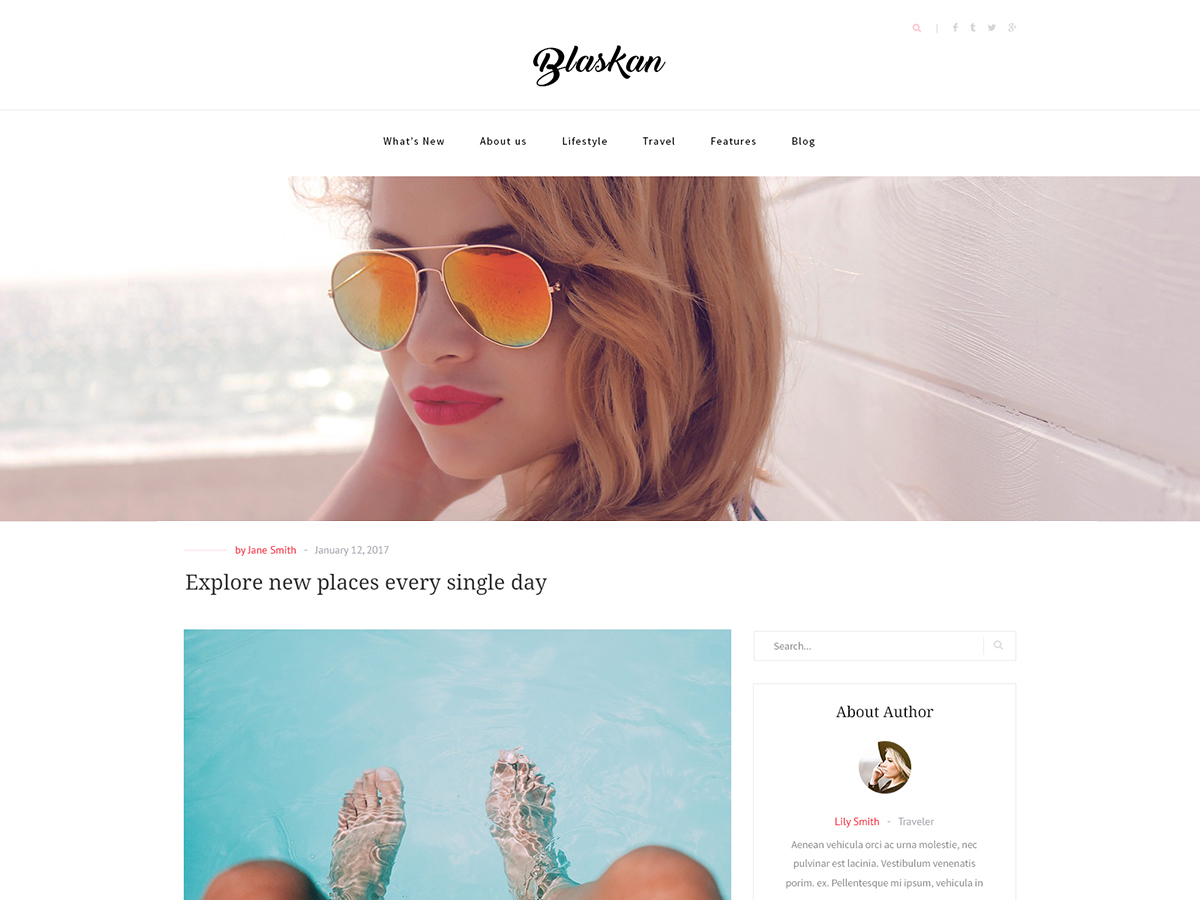 Blaskan
What's New About us Lifestyle Travel Features Blog
by Jane Smith - January 12, 2017
Explore new places every single day
Search...
About Author
Lily Smith - Traveler
Aenean vehicula orci ac urna molestie, nec
pulvinar est lacinia. Vestibulum venenatis
porim. ex. Pellentesque mi ipsum, vehicula in